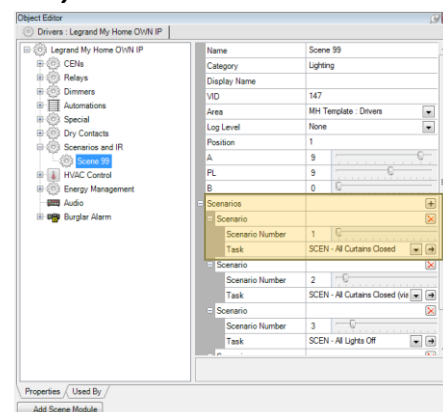 Object Editor
Drivers : Legrand My Home OWN IP
Legrand My Home OWN IP
CENs
Relays
Dimmers
Automations
Special
Dry Contacts
Scenarios and IR
Scene 99
HVAC Control
Energy Management
Audio
Burglar Alarm
Name Scene 99
Category Lighting
Display Name
VID 147
Area MH Template : Drivers
Log Level None
Position 1
A 9
PL 9
B 0
Scenarios
Scenario
Scenario Number 1
Task SCEN - All Curtains Closed
Scenario
Scenario Number 2
Task SCEN - All Curtains Closed (via
Scenario
Scenario Number 3
Task SCEN - All Lights Off
Properties Used By
Add Scene Module